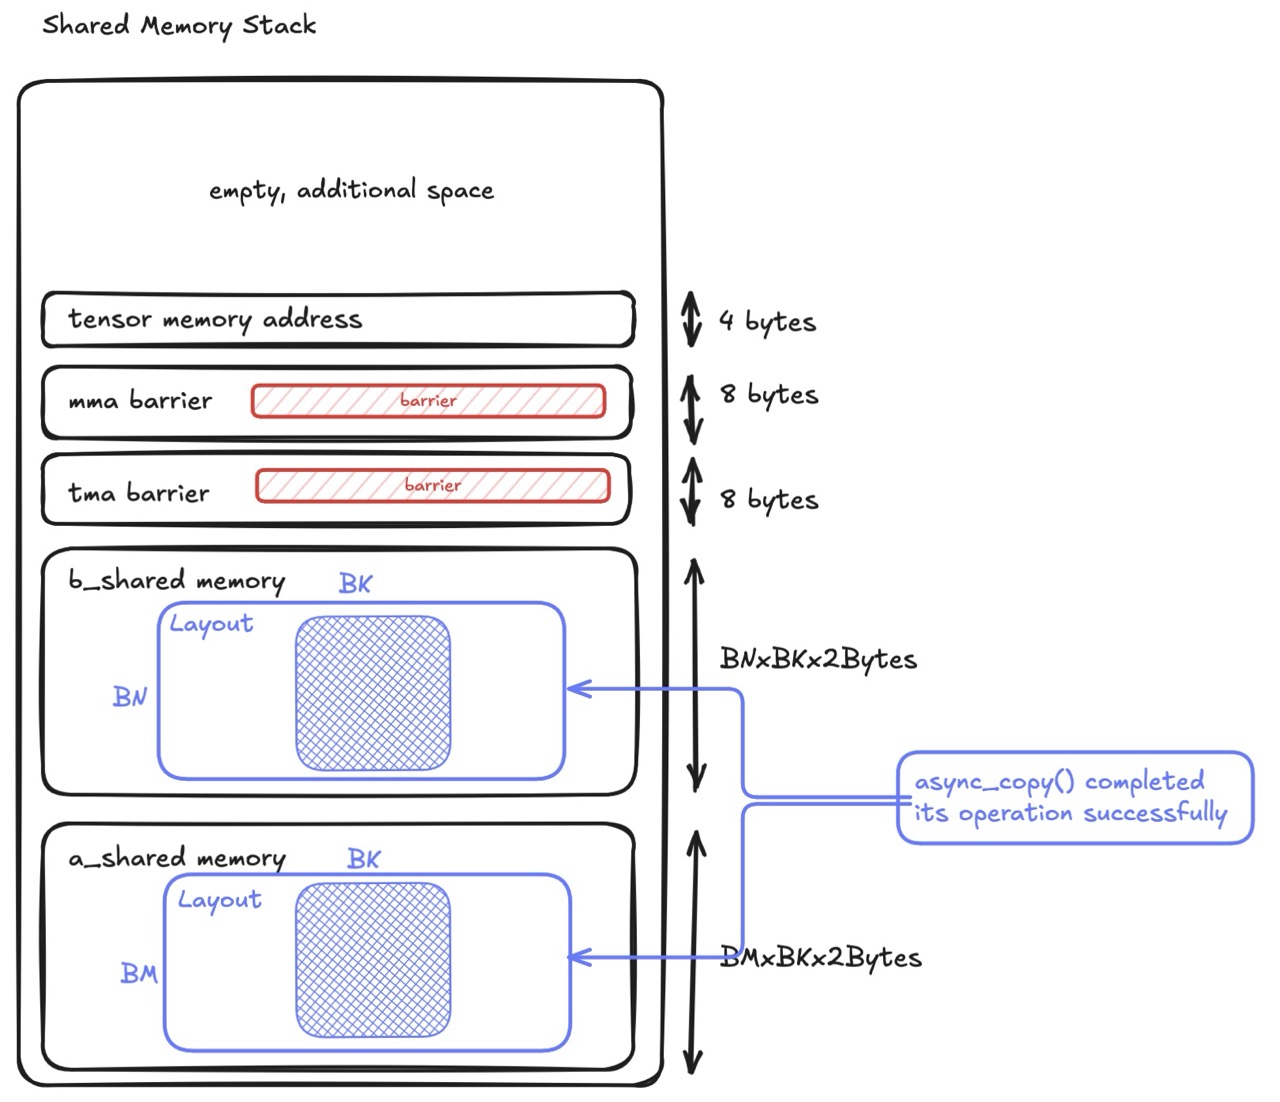 Shared Memory Stack
empty, additional space
tensor memory address
4 bytes
mma barrier
barrier
8 bytes
tma barrier
barrier
8 bytes
b_shared memory
BK
Layout
BN
BNxBKx2Bytes
async_copy() completed
its operation successfully
a_shared memory
BK
Layout
BM
BMxBKx2Bytes